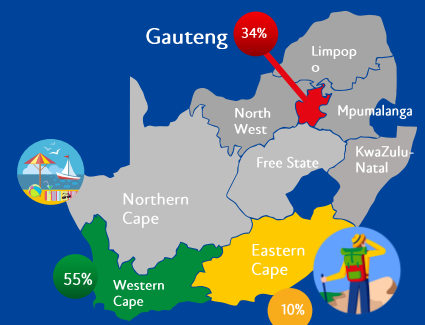 Gauteng
34%
Limpop
o
North
West
Mpumalanga
Free State
KwaZulu-
Natal
Northern
Cape
Eastern
Cape
55%
Western
Cape
10%